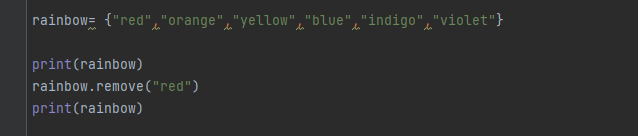 rainbow= {"red","orange","yellow","blue","indigo","violet"}
print(rainbow)
rainbow.remove("red")
print(rainbow)